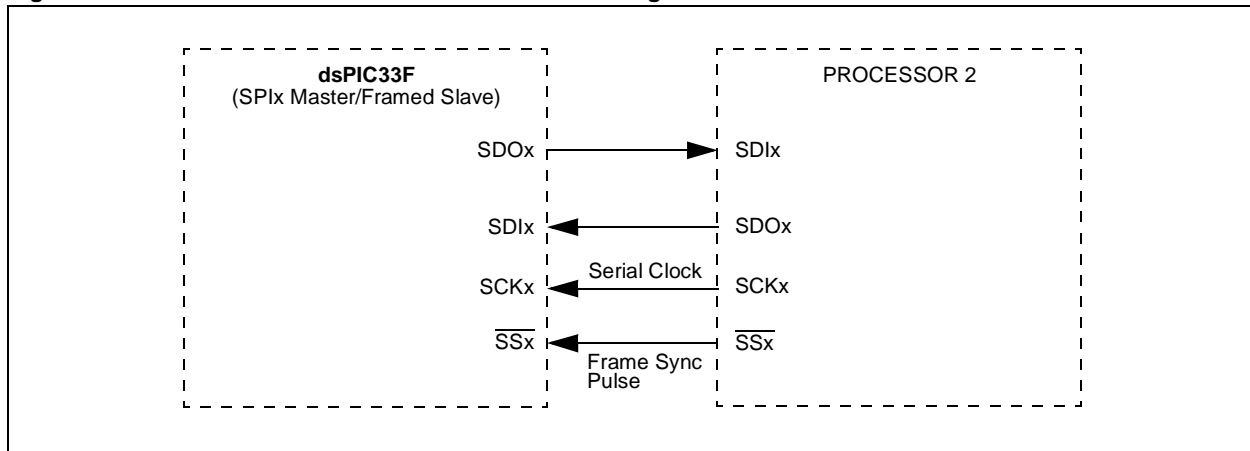 dsPIC33F
(SPIx Master/Framed Slave)
PROCESSOR 2
SDOx
SDIx
SDIx
SDOx
SCKx
Serial Clock
SCKx
SSx
Frame Sync
Pulse
SSx